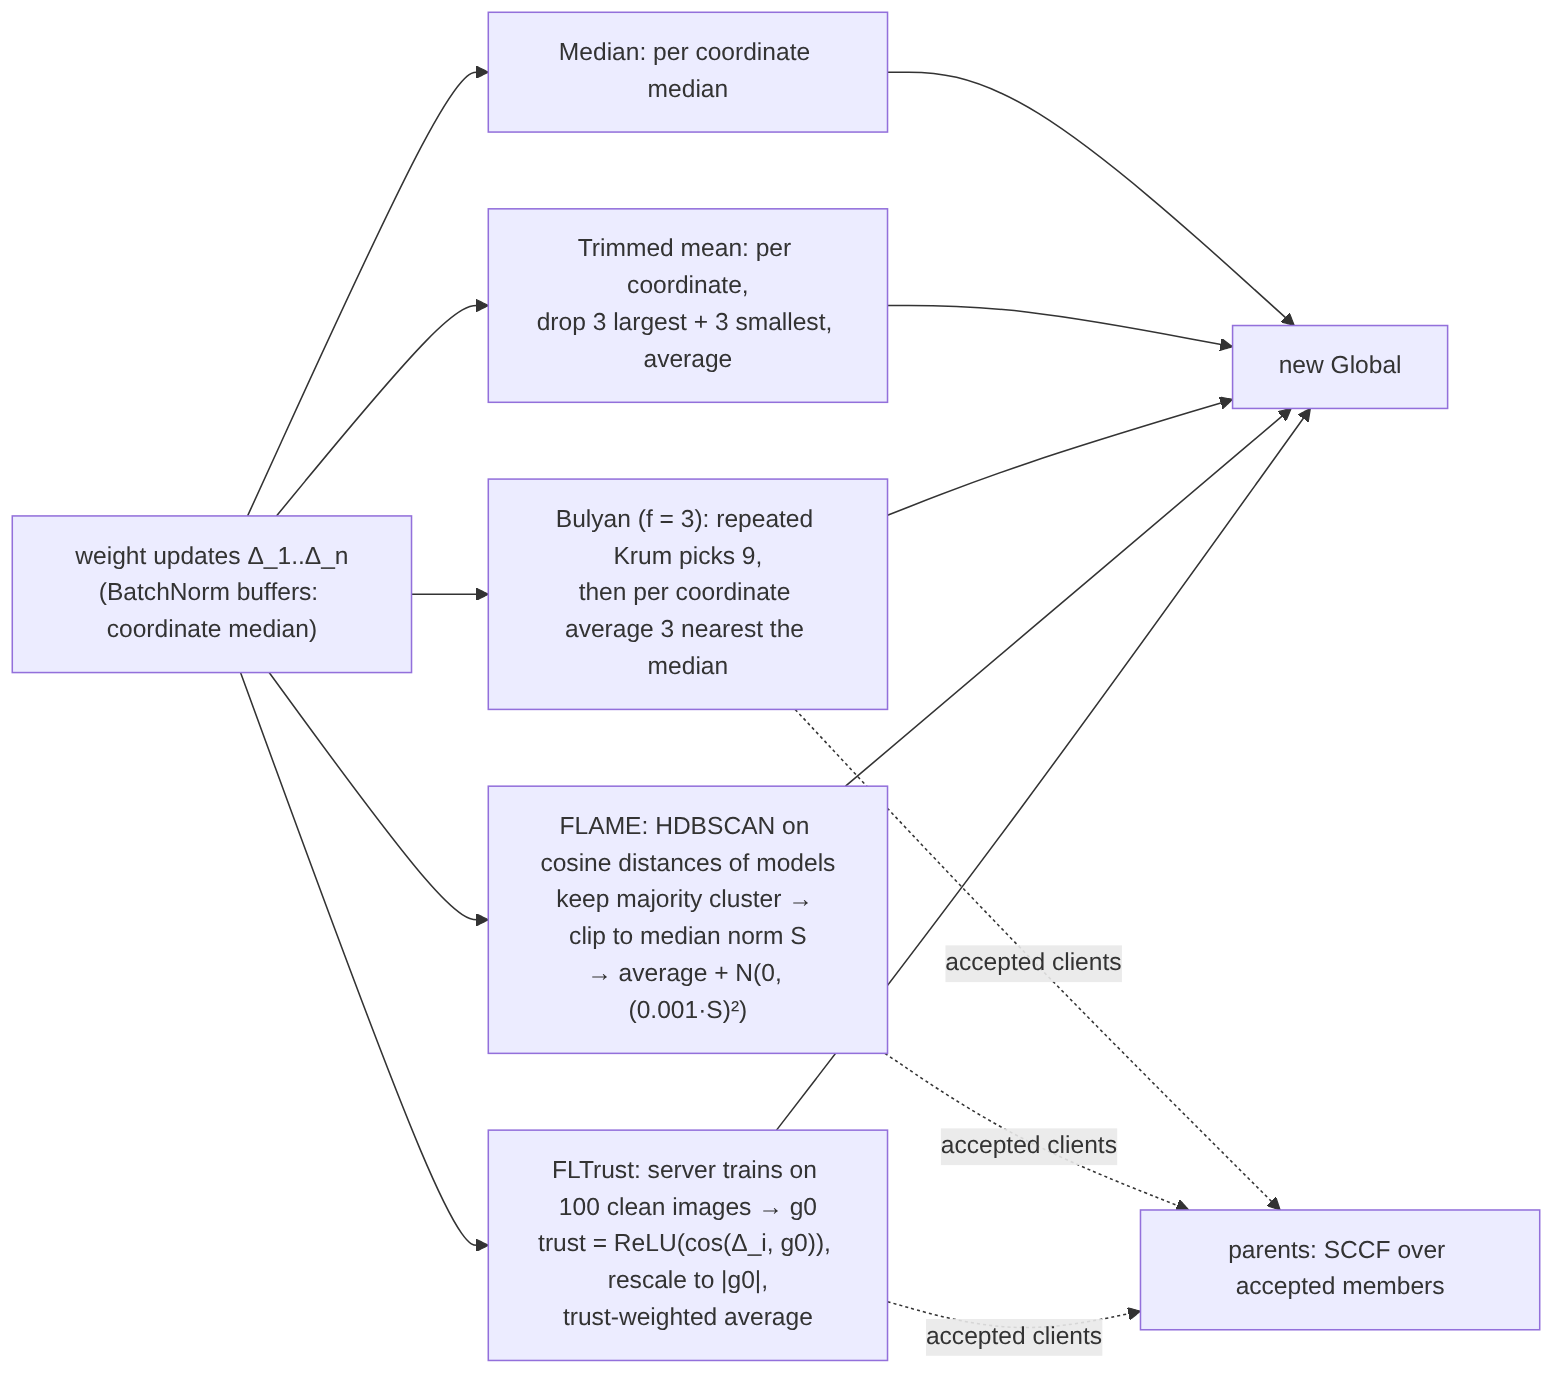 Median: per coordinate
median
Trimmed mean: per
coordinate,
drop 3 largest + 3 smallest,
average
new Global
weight updates Δ_1..Δ_n
(BatchNorm buffers:
coordinate median)
Bulyan (f = 3): repeated
Krum picks 9,
then per coordinate
average 3 nearest the
median
FLAME: HDBSCAN on
cosine distances of models
keep majority cluster →
clip to median norm S
→ average + N(0,
(0.001·S)²)
accepted clients
accepted clients
FLTrust: server trains on
100 clean images → g0
trust = ReLU(cos(Δ_i, g0)),
rescale to |g0|,
trust-weighted average
accepted clients
parents: SCCF over
accepted members